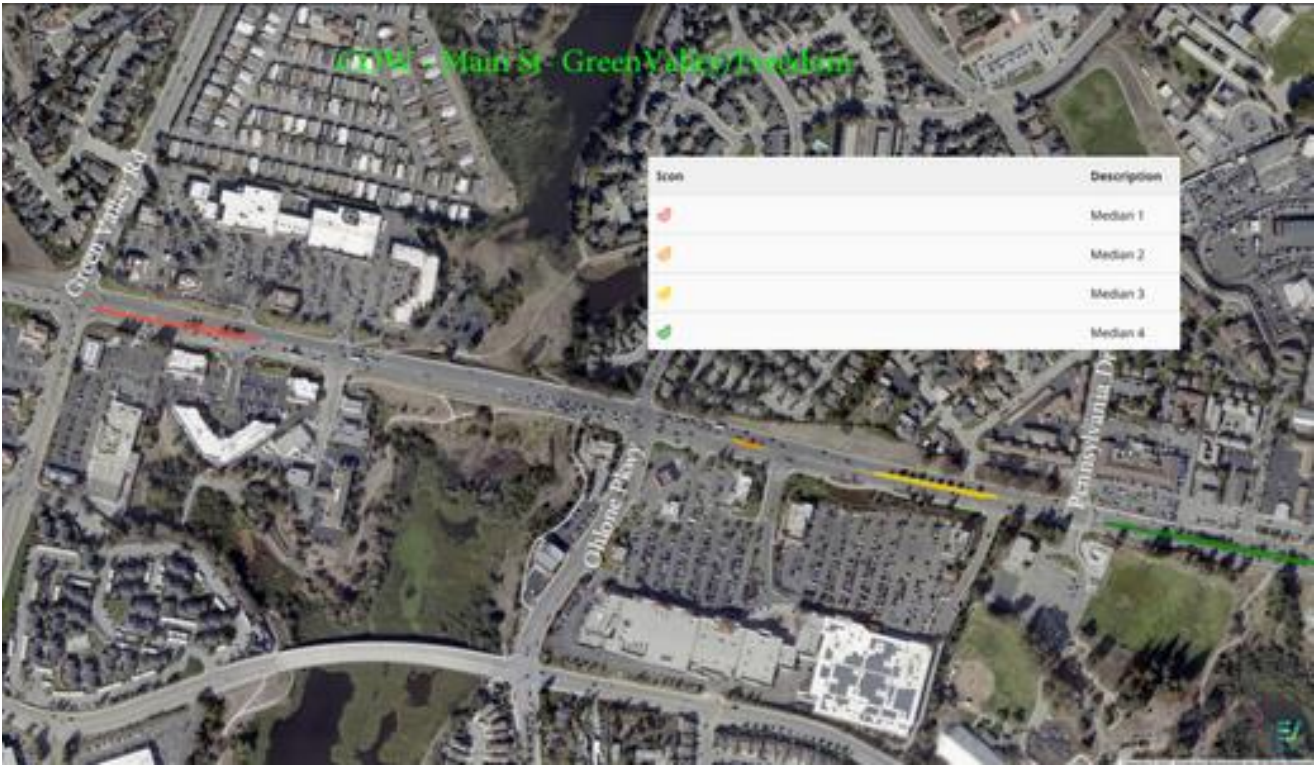 COW - Main St - GreenValley/Freedom
Green Valley Rd
Icon Description
Median 1
Median 2
Median 3
Median 4
Ohlone Pkwy
Pennsylvania Dr